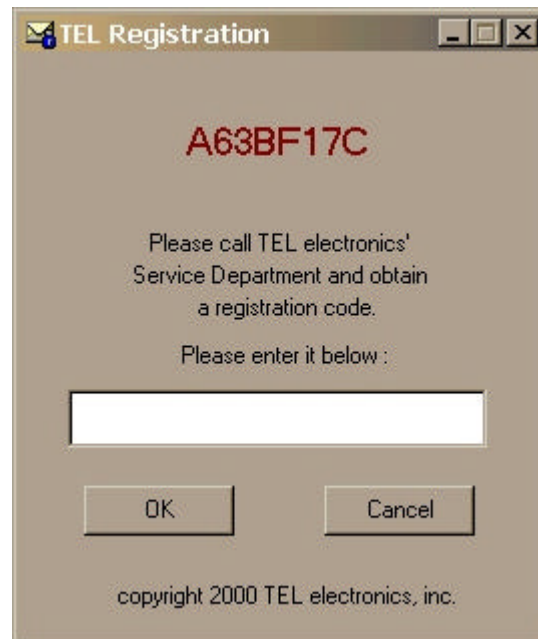 TEL Registration
A63BF17C
Please call TEL electronics'
Service Department and obtain
a registration code.
Please enter it below :
OK Cancel
copyright 2000 TEL electronics, inc.